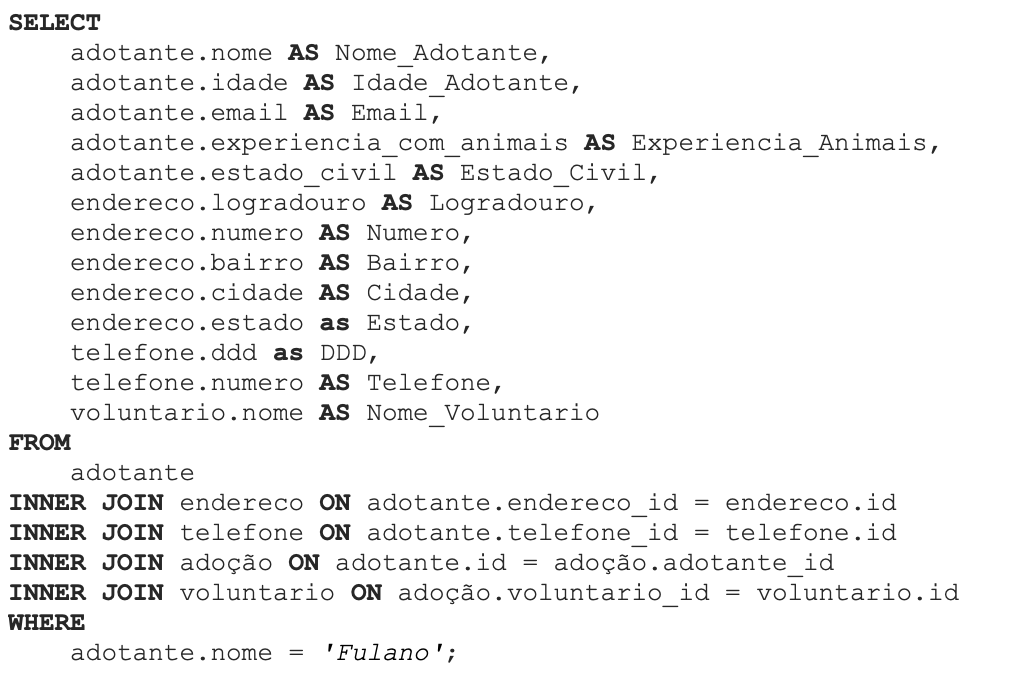 SELECT
    adotante.nome AS Nome_Adotante,
    adotante.idade AS Idade_Adotante,
    adotante.email AS Email,
    adotante.experiencia_com_animais AS Experiencia_Animais,
    adotante.estado_civil AS Estado_Civil,
    endereco.logradouro AS Logradouro,
    endereco.numero AS Numero,
    endereco.bairro AS Bairro,
    endereco.cidade AS Cidade,
    endereco.estado as Estado,
    telefone.ddd as DDD,
    telefone.numero AS Telefone,
    voluntario.nome AS Nome_Voluntario
FROM
    adotante
INNER JOIN endereco ON adotante.endereco_id = endereco.id
INNER JOIN telefone ON adotante.telefone_id = telefone.id
INNER JOIN adoção ON adotante.id = adoção.adotante_id
INNER JOIN voluntario ON adoção.voluntario_id = voluntario.id
WHERE
    adotante.nome = 'Fulano';